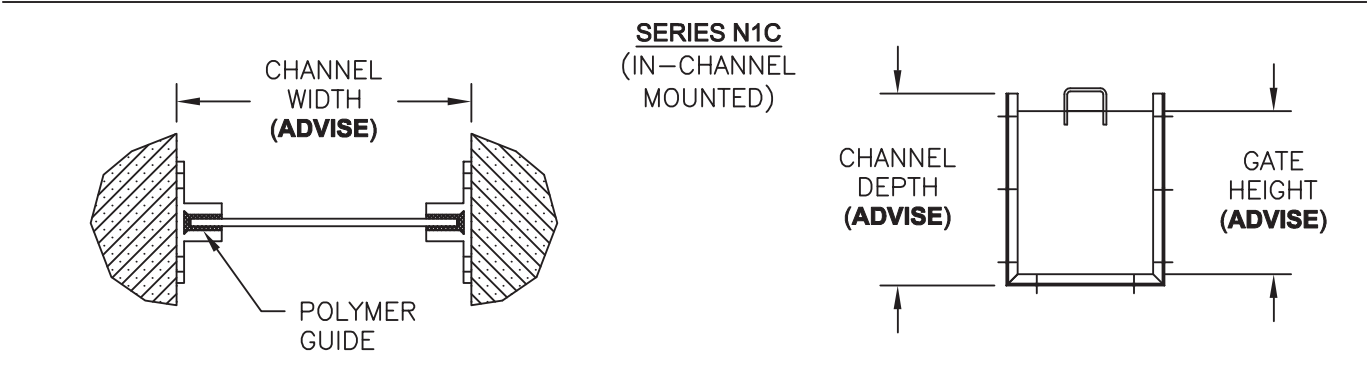 SERIES N1C
(IN-CHANNEL
MOUNTED)
CHANNEL
WIDTH
(ADVISE)
POLYMER
GUIDE
CHANNEL
DEPTH
(ADVISE)
GATE
HEIGHT
(ADVISE)